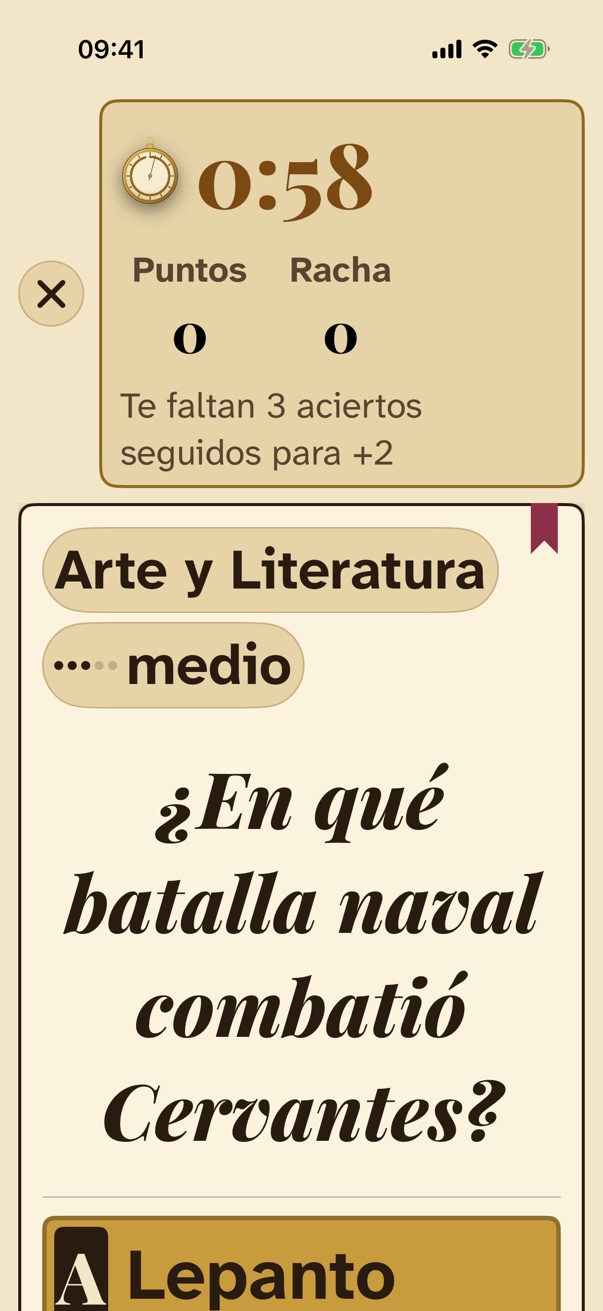 09:41
0:58
Puntos Racha
0 0
Te faltan 3 aciertos
seguidos para +2
Arte y Literatura
medio
¿En qué
batalla naval
combatió
Cervantes?
A Lepanto